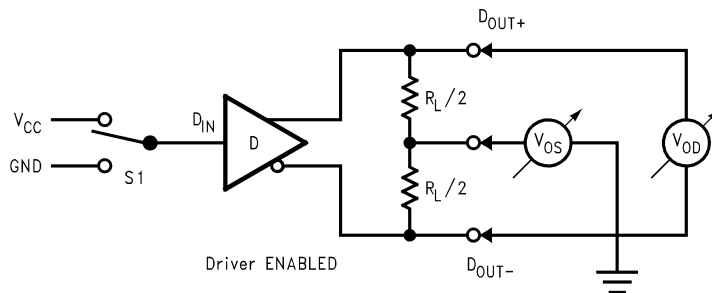 D_OUT+
V_CC
D_IN
R_L/2
D
V_OS
V_OD
GND
S1
R_L/2
Driver ENABLED
D_OUT−